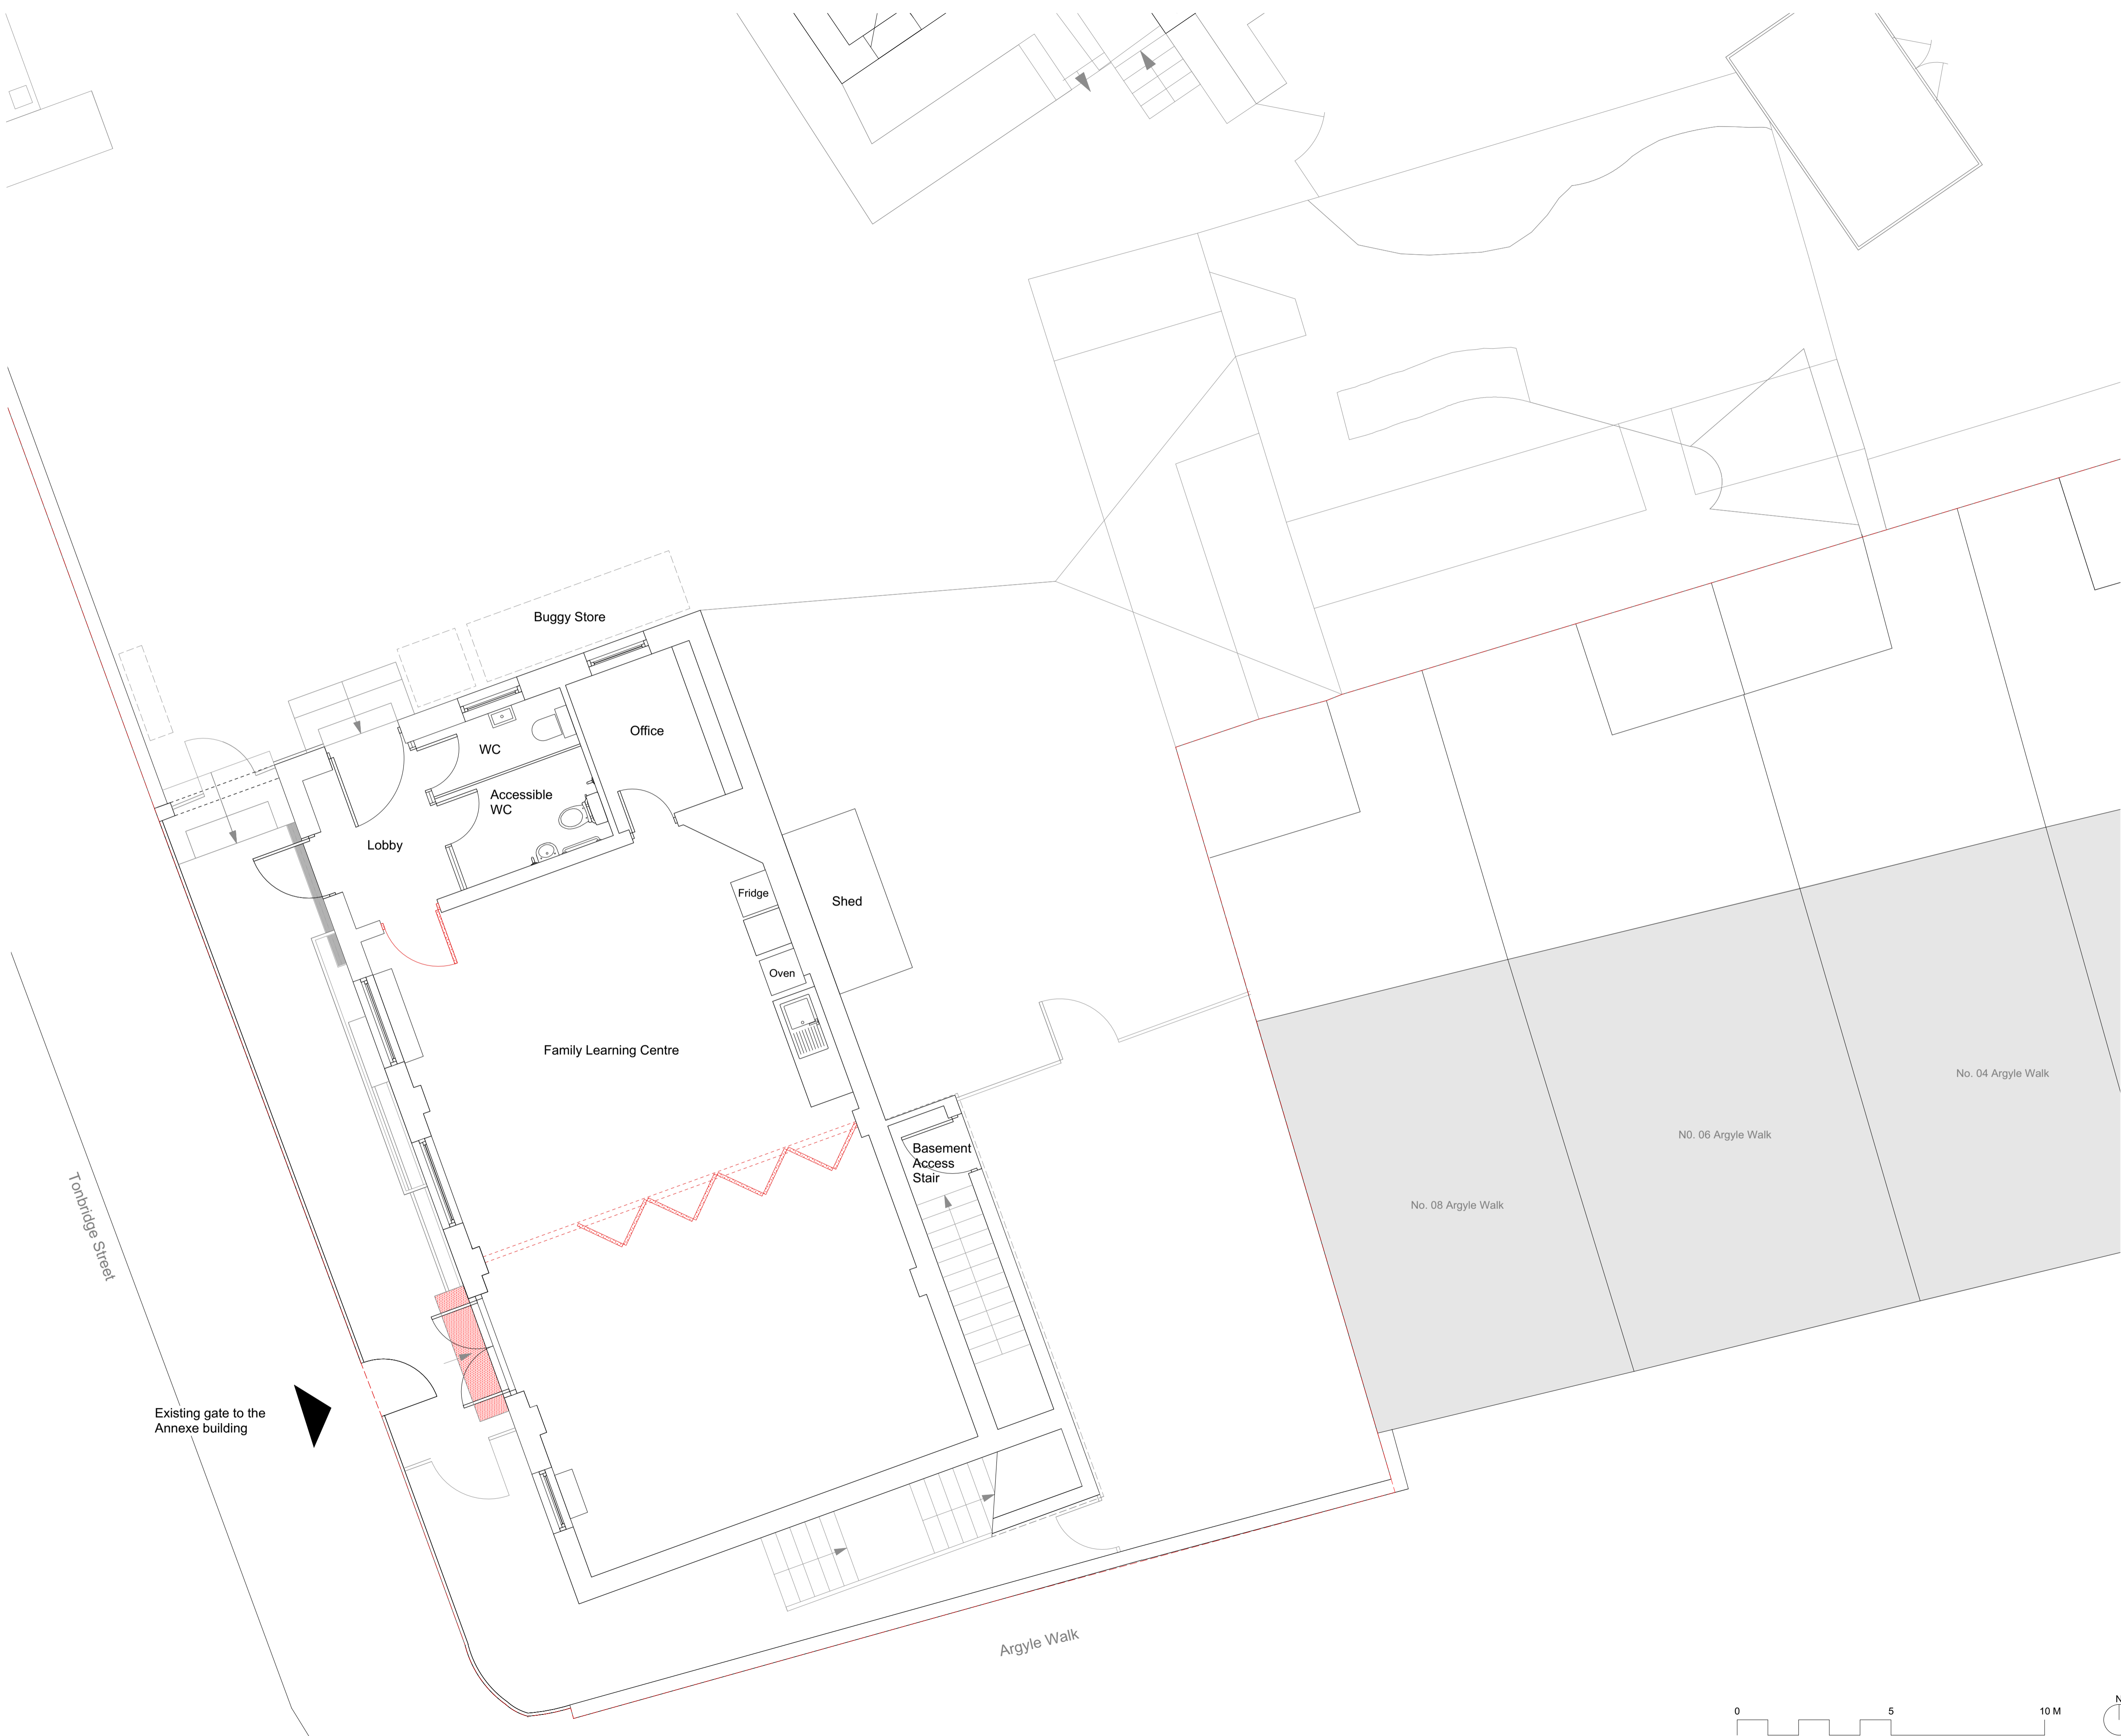 Buggy Store
Office
WC
Accessible
WC
Lobby
Fridge
Shed
Oven
Family Learning Centre
No. 04 Argyle Walk
N0. 06 Argyle Walk
Basement
Access
Stair
No. 08 Argyle Walk
Tonbridge Street
Existing gate to the
Annexe building
Argyle Walk
0 5 10 M
N